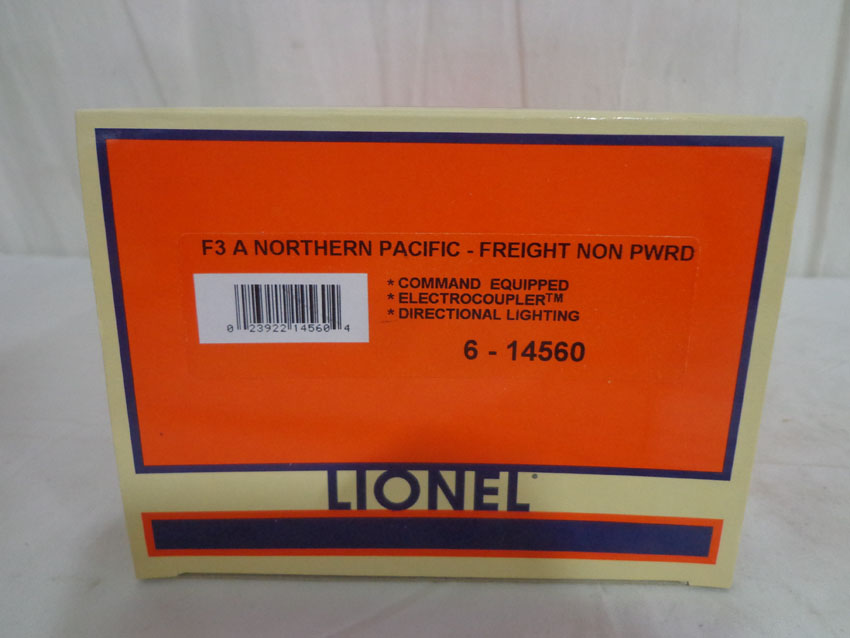 F3 A NORTHERN PACIFIC - FREIGHT NON PWRD
* COMMAND EQUIPPED
* ELECTROCOUPLER™
* DIRECTIONAL LIGHTING
0 23922 14560 4
6 - 14560
LIONEL